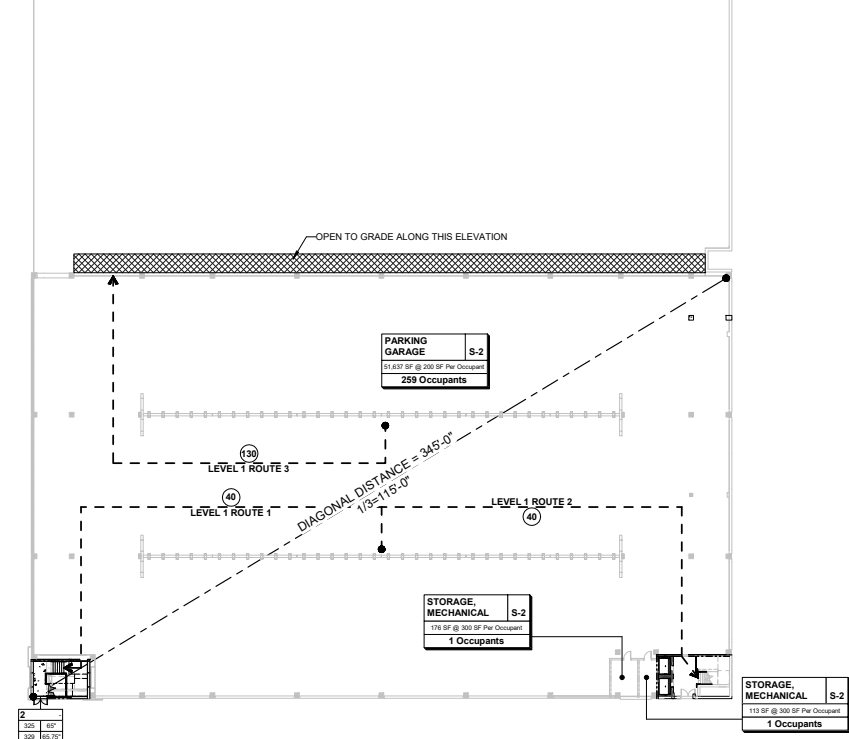 OPEN TO GRADE ALONG THIS ELEVATION
PARKING
GARAGE S-2
51,637 SF @ 200 SF Per Occupant
259 Occupants
130
LEVEL 1 ROUTE 3
DIAGONAL DISTANCE = 345'-0"
1/3=115'-0"
40
LEVEL 1 ROUTE 1
LEVEL 1 ROUTE 2
40
STORAGE,
MECHANICAL S-2
176 SF @ 300 SF Per Occupant
1 Occupants
STORAGE,
MECHANICAL S-2
113 SF @ 300 SF Per Occupant
1 Occupants
2 -
325 65"
329 65.75"